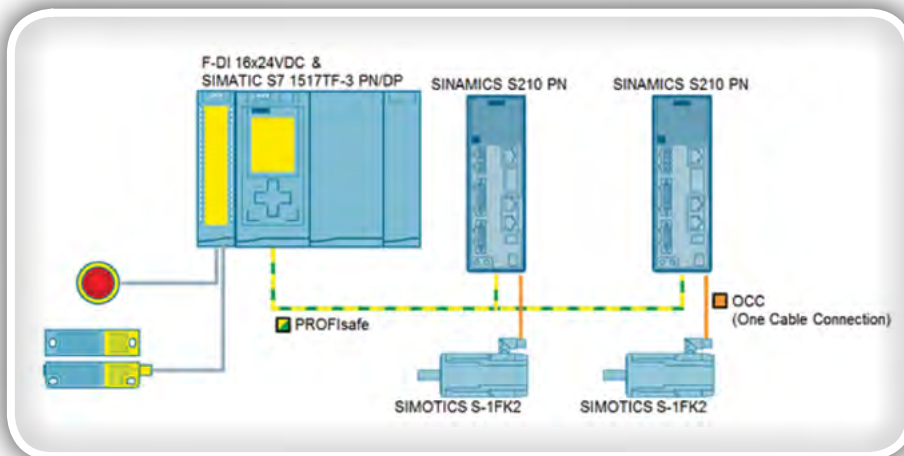 F-DI 16x24VDC &
SIMATIC S7 1517TF-3 PN/DP
SINAMICS S210 PN
SINAMICS S210 PN
PROFIsafe
OCC
(One Cable Connection)
SIMOTICS S-1FK2
SIMOTICS S-1FK2